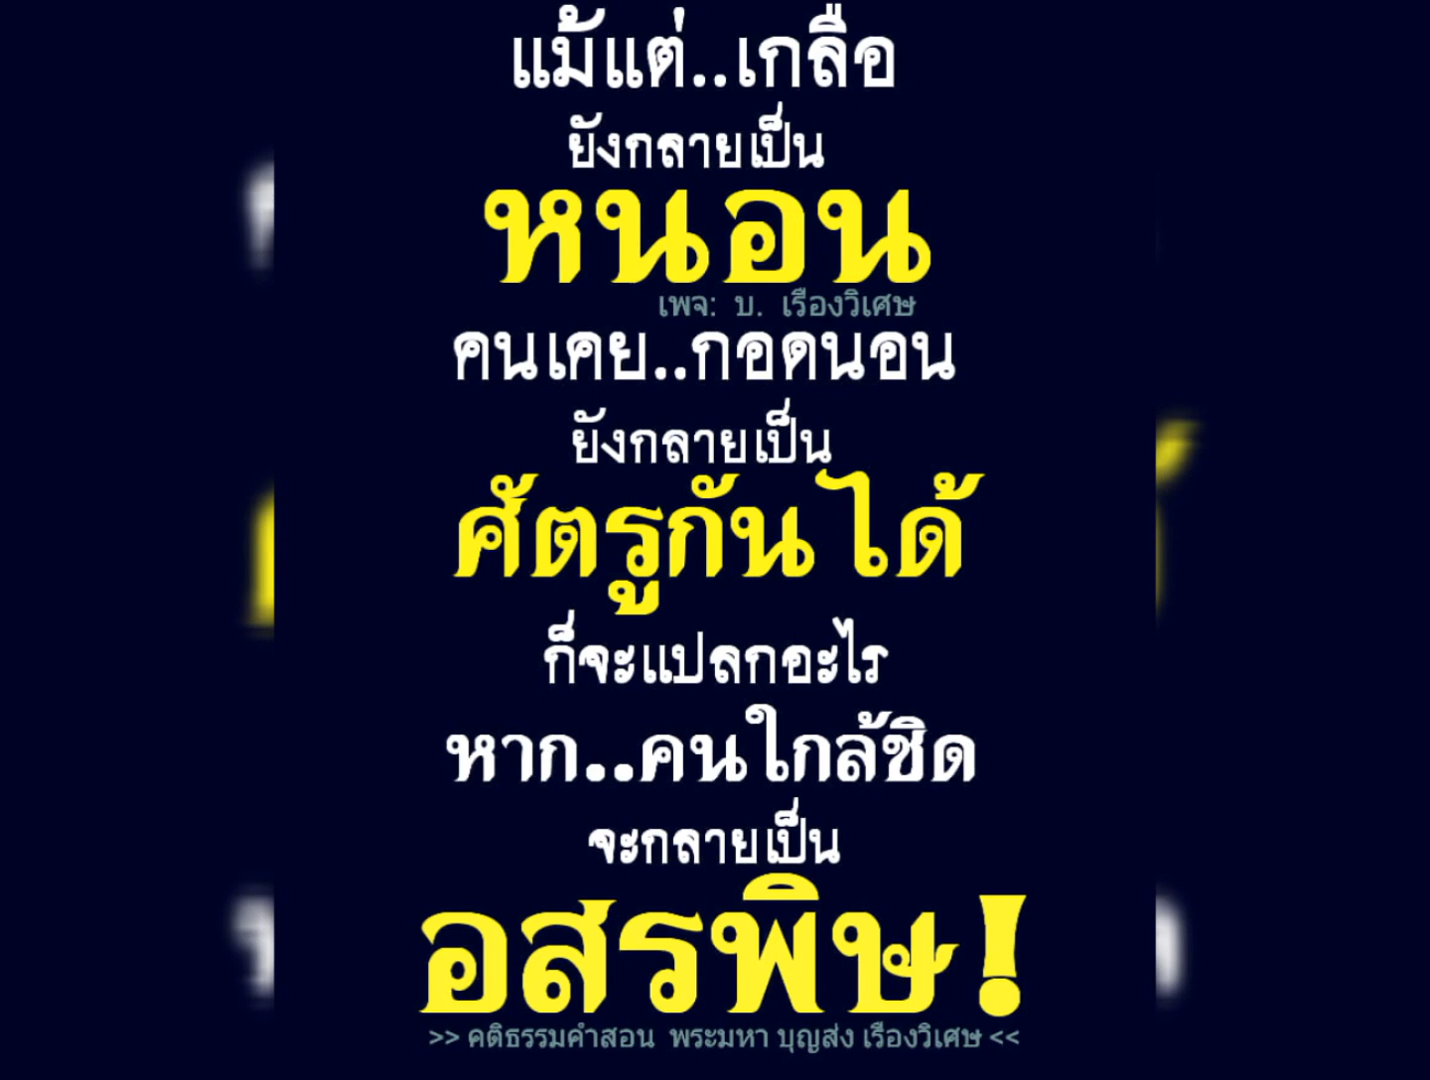 แม้แต่..เกลือ
ยังกลายเป็น
หนอน
เพจ: บ. เรืองวิเศษ
คนเคย..กอดนอน
ยังกลายเป็น
ศัตรูกันได้
ก็จะแปลกอะไร
หาก..คนใกล้ชิด
จะกลายเป็น
อสรพิษ!
>> คติธรรมคำสอน พระมหา บุญส่ง เรืองวิเศษ <<